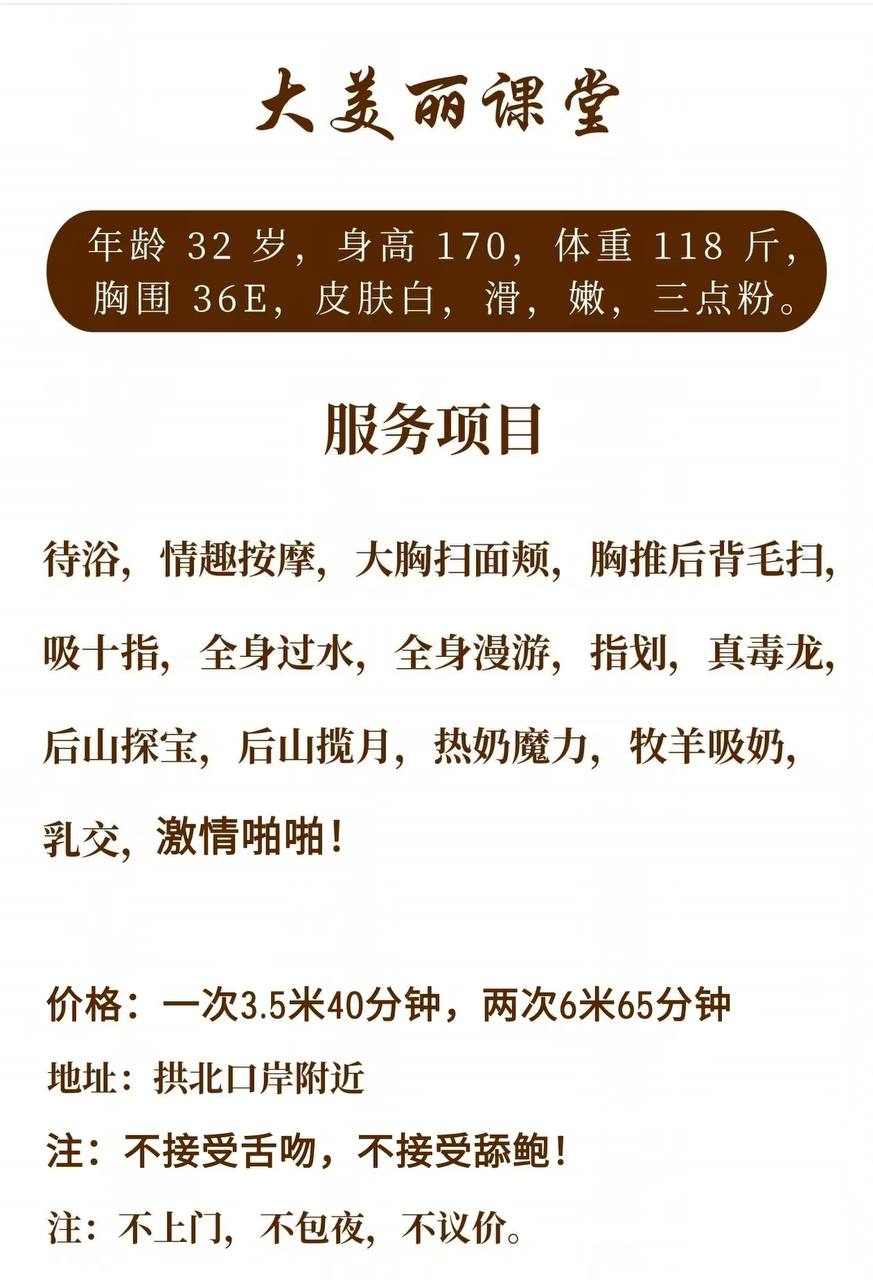 大美丽课堂
年龄 32 岁，身高 170，体重 118 斤，
胸围 36E，皮肤白，滑，嫩，三点粉。
服务项目
待浴，情趣按摩，大胸扫面颊，胸推后背毛扫，
吸十指，全身过水，全身漫游，指划，真毒龙，
后山探宝，后山揽月，热奶魔力，牧羊吸奶，
乳交，激情啪啪！
价格：一次3.5米40分钟，两次6米65分钟
地址：拱北口岸附近
注：不接受舌吻，不接受舔鲍！
注：不上门，不包夜，不议价。